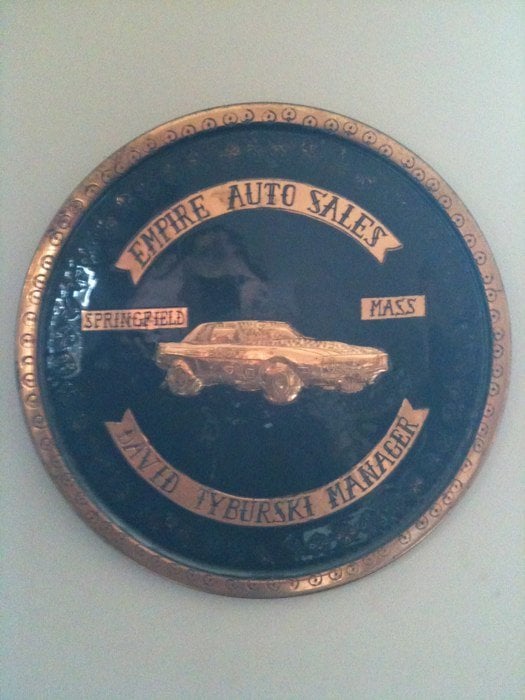 EMPIRE AUTO SALES
SPRINGFIELD
MASS
DAVID TYBURSKI MANAGER